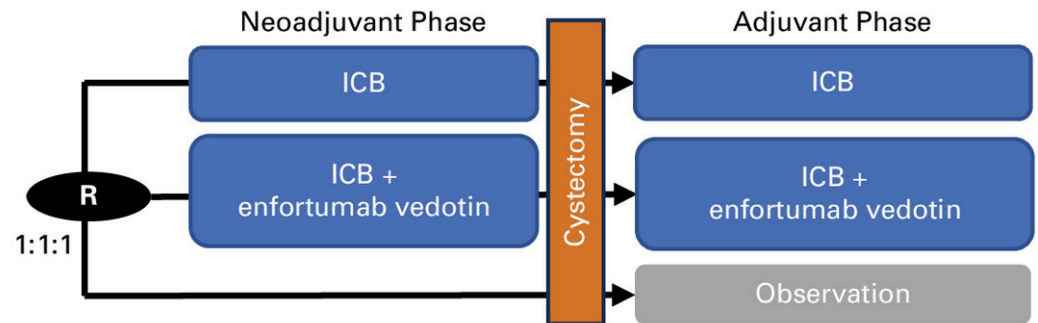 Neoadjuvant Phase
Adjuvant Phase
ICB
ICB
R
1:1:1
ICB +
enfortumab vedotin
Cystectomy
ICB +
enfortumab vedotin
Observation